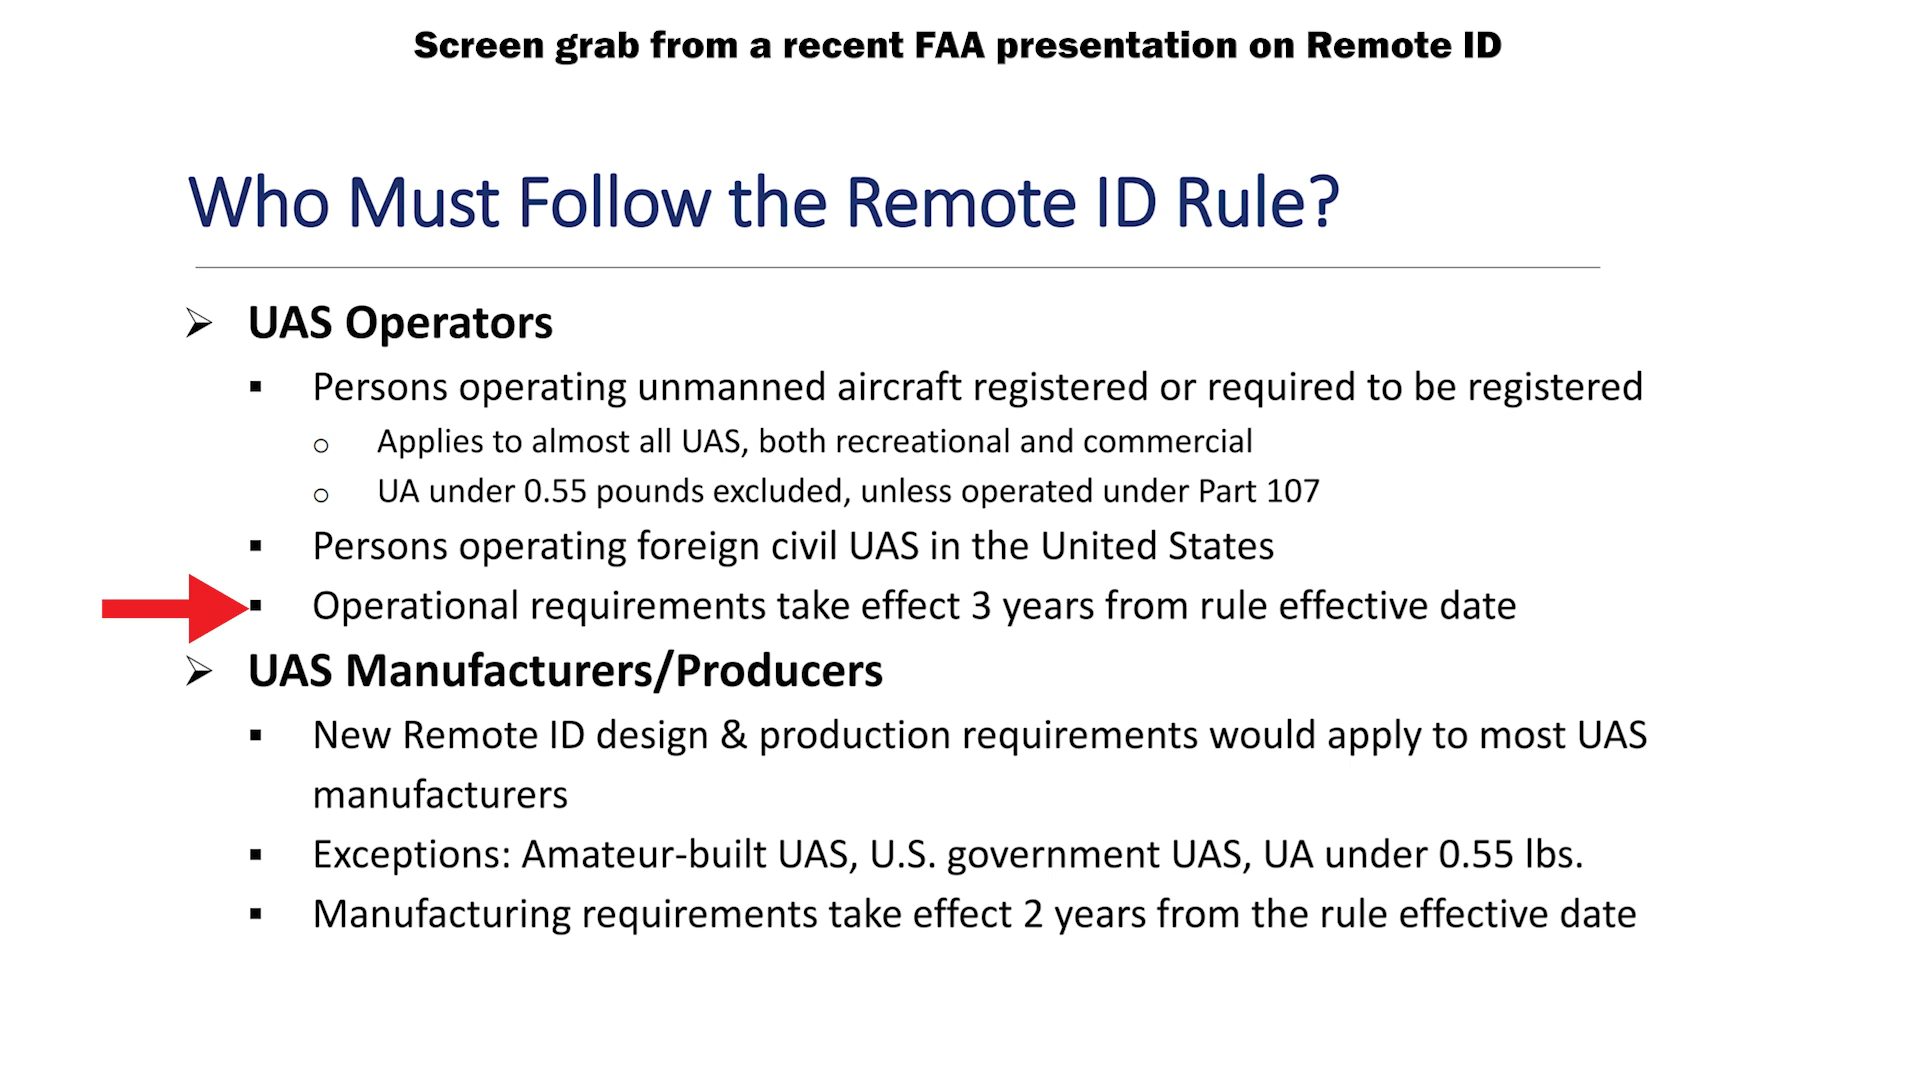 Screen grab from a recent FAA presentation on Remote ID
Who Must Follow the Remote ID Rule?
UAS Operators
Persons operating unmanned aircraft registered or required to be registered
Applies to almost all UAS, both recreational and commercial
UA under 0.55 pounds excluded, unless operated under Part 107
Persons operating foreign civil UAS in the United States
Operational requirements take effect 3 years from rule effective date
UAS Manufacturers/Producers
New Remote ID design & production requirements would apply to most UAS
manufacturers
Exceptions: Amateur-built UAS, U.S. government UAS, UA under 0.55 lbs.
Manufacturing requirements take effect 2 years from the rule effective date